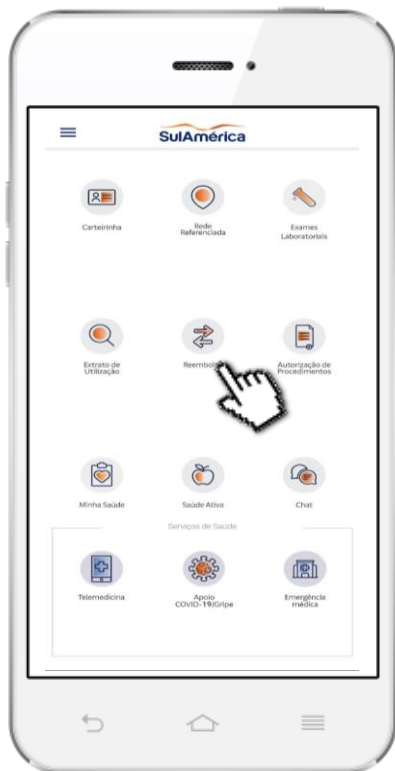 SulAmérica
Carteirinha
Rede
Referenciada
Exames
Laboratoriais
Extrato de
Utilização
Autorização de
Procedimentos
Minha Saúde
Saúde Ativa
Chat
Serviços de Saúde
Telemedicina
Apoio
COVID-19/Gripe
Emergência
médica